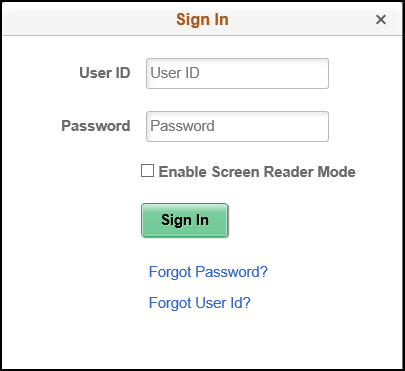 Sign In ×
User ID User ID
Password Password
Enable Screen Reader Mode
Sign In
Forgot Password?
Forgot User Id?